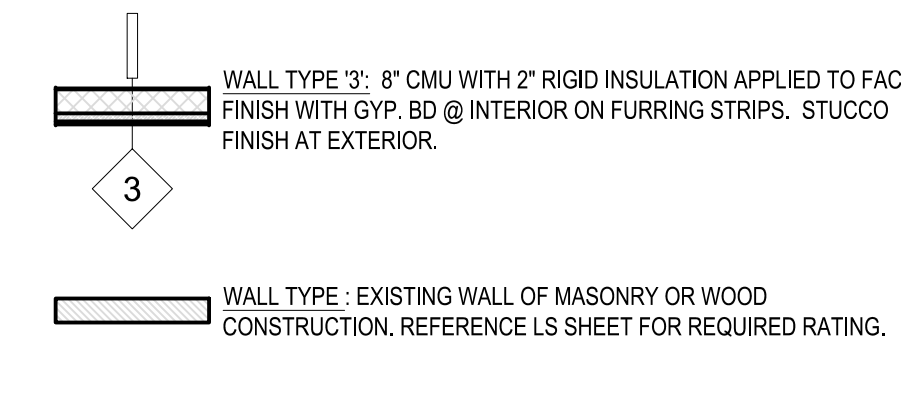 WALL TYPE '3': 8" CMU WITH 2" RIGID INSULATION APPLIED TO FAC
FINISH WITH GYP. BD @ INTERIOR ON FURRING STRIPS. STUCCO
FINISH AT EXTERIOR.
3
WALL TYPE : EXISTING WALL OF MASONRY OR WOOD
CONSTRUCTION. REFERENCE LS SHEET FOR REQUIRED RATING.